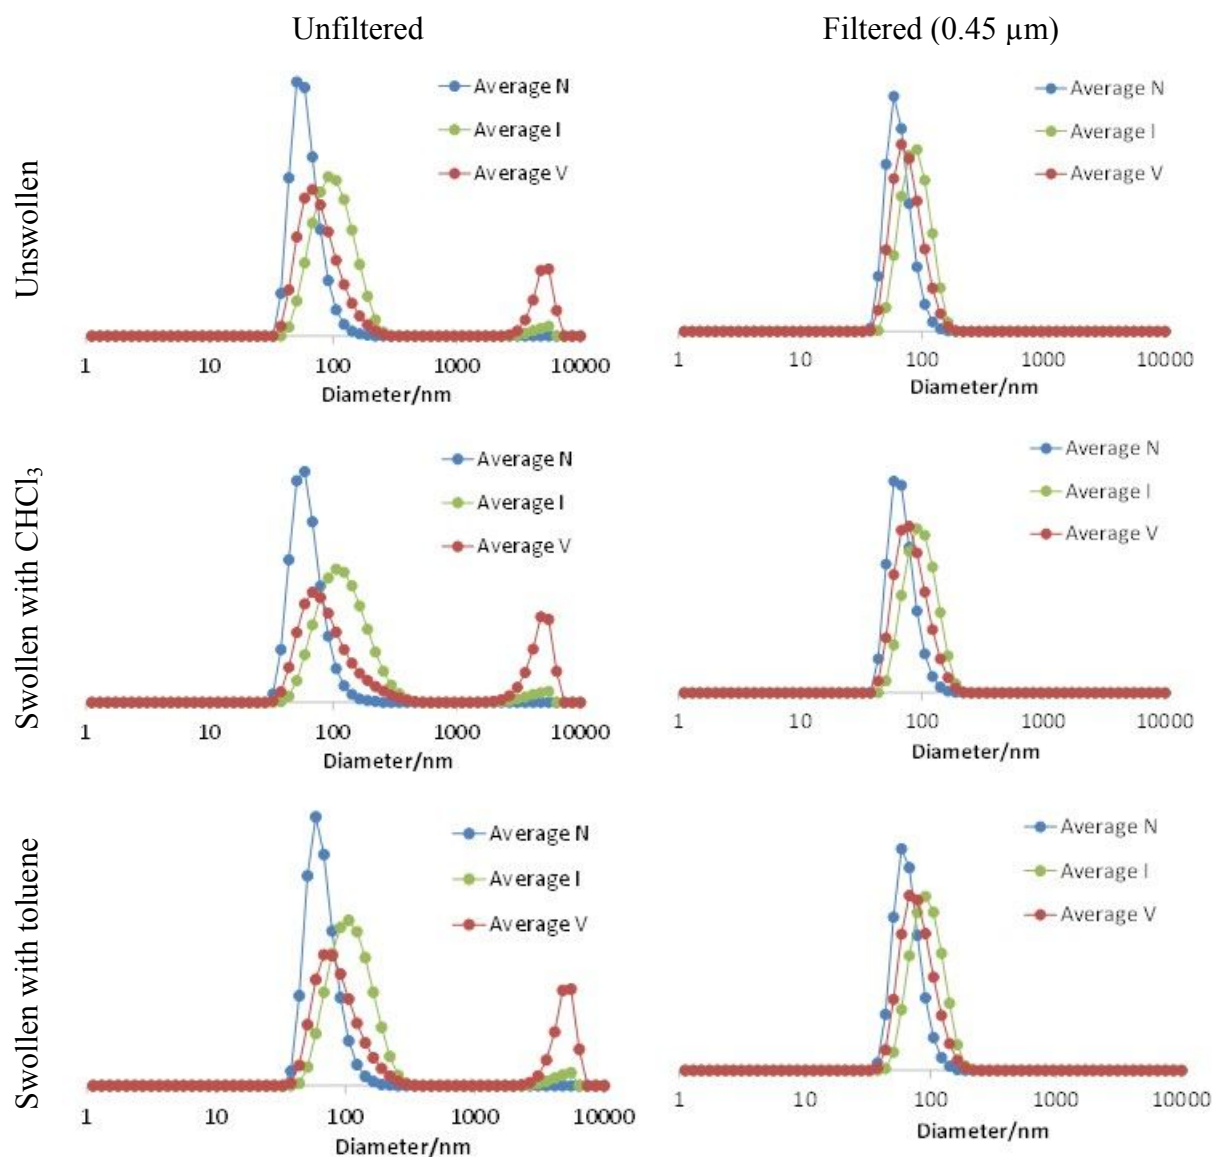 Unfiltered
Filtered (0.45 µm)
Unswollen
Average N
Average I
Average V
1 10 100 1000 10000
Diameter/nm
Average N
Average I
Average V
1 10 100 1000 10000
Diameter/nm
Swollen with CHCl₃
Average N
Average I
Average V
1 10 100 1000 10000
Diameter/nm
Average N
Average I
Average V
1 10 100 1000 10000
Diameter/nm
Swollen with toluene
Average N
Average I
Average V
1 10 100 1000 10000
Diameter/nm
Average N
Average I
Average V
1 10 100 1000 10000
Diameter/nm